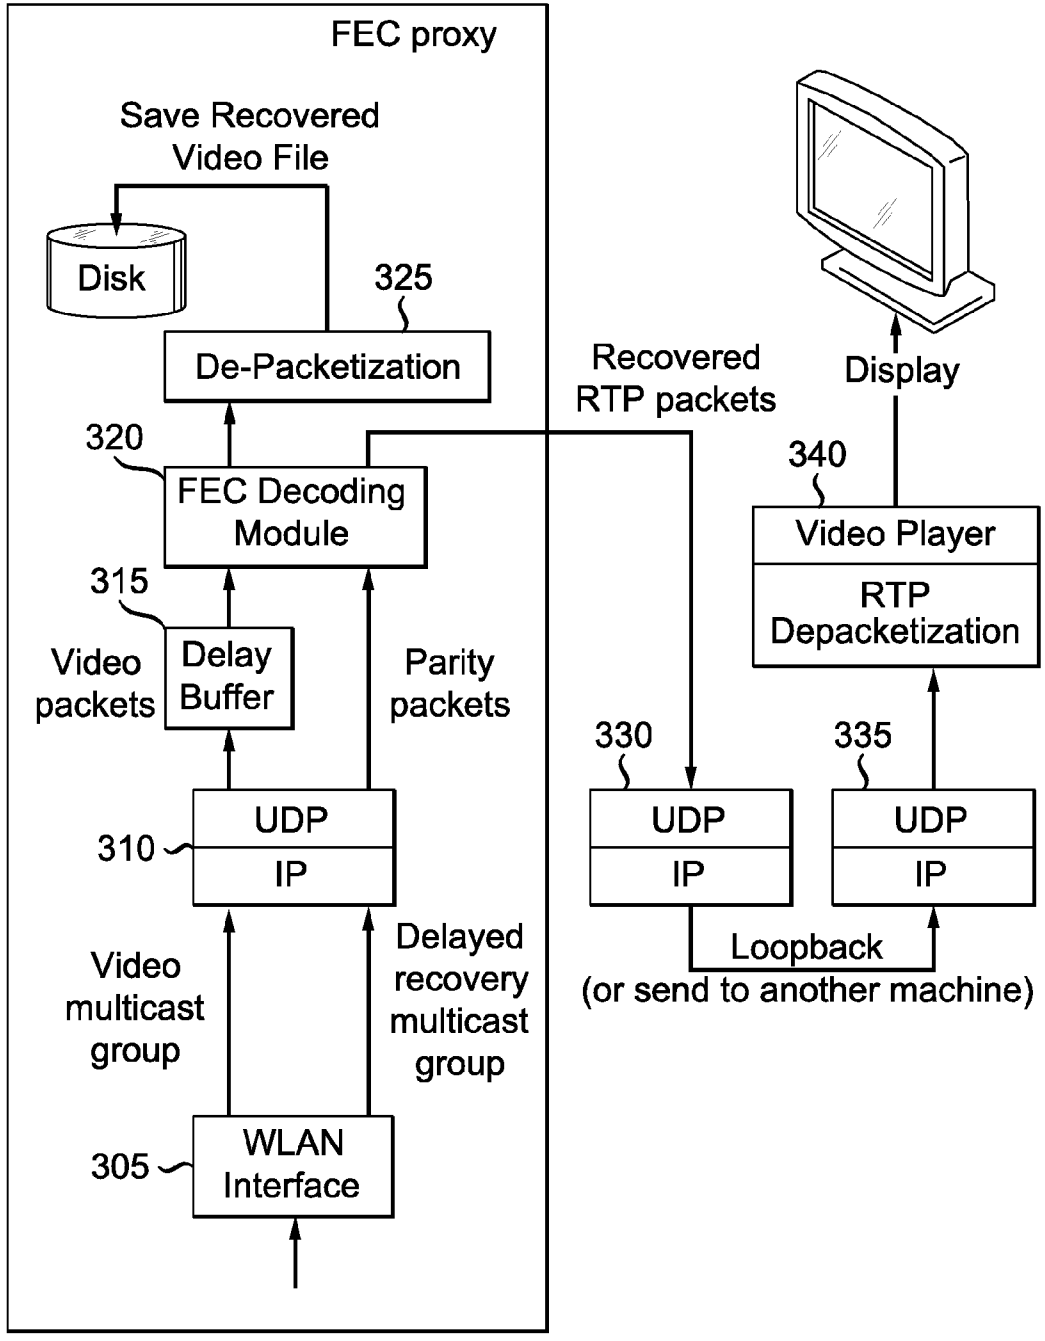 FEC proxy
Save Recovered
Video File
Disk
325
De-Packetization
Recovered
RTP packets
Display
320
FEC Decoding
Module
340
Video Player
RTP
Depacketization
315
Delay
Buffer
Video
packets
Parity
packets
330
335
UDP
IP
310
UDP
IP
UDP
IP
Loopback
(or send to another machine)
Video
multicast
group
Delayed
recovery
multicast
group
305
WLAN
Interface